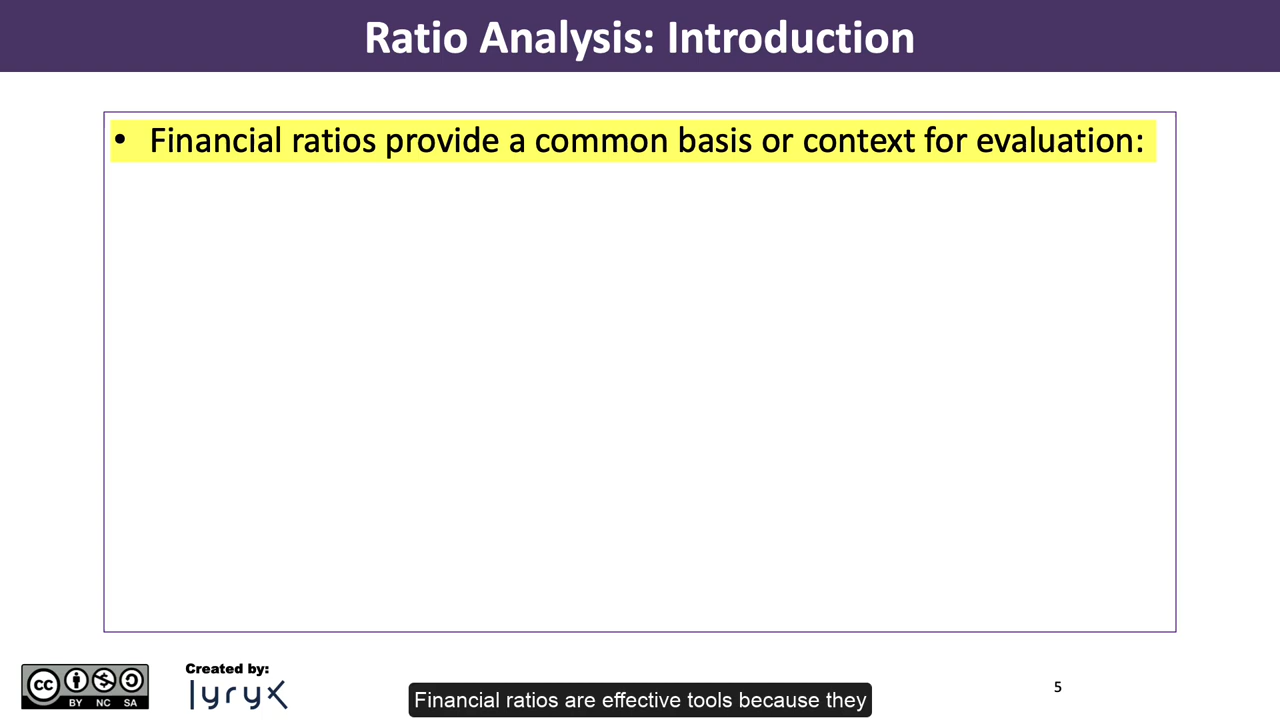 Ratio Analysis: Introduction
• Financial ratios provide a common basis or context for evaluation:
cc
BY NC SA
Created by:
lyryx
Financial ratios are effective tools because they
5